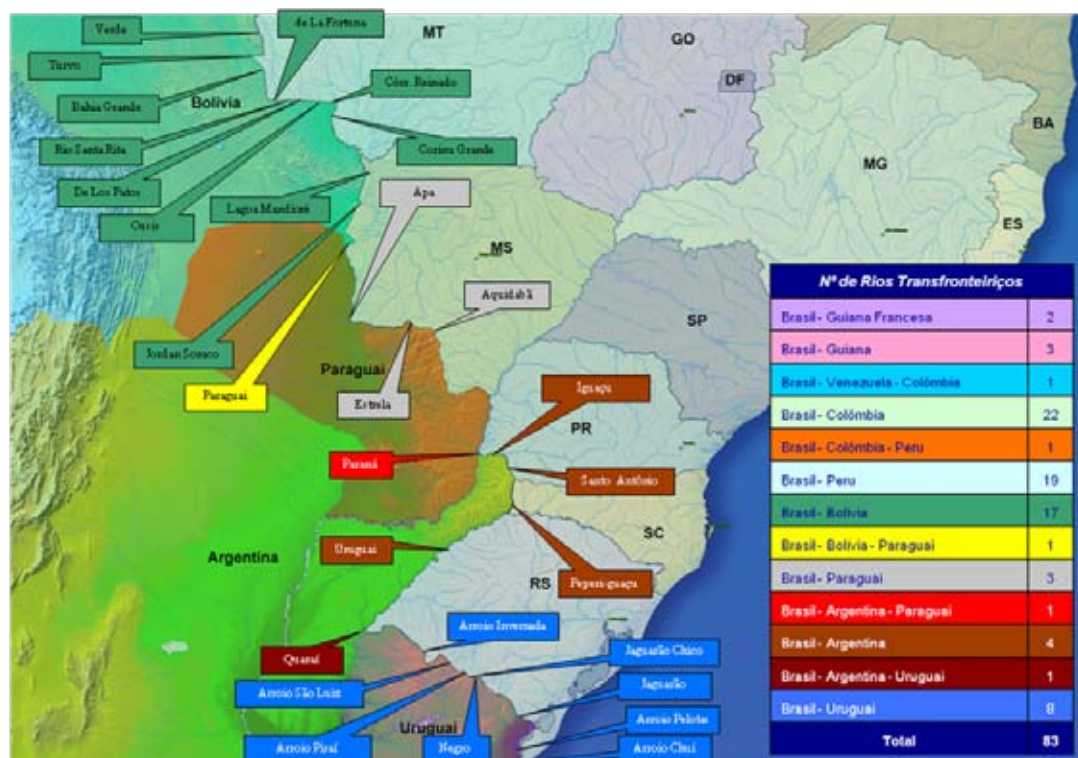 de La Fortuna
Verde
MT
GO
Turvo
DF
Córr. Reinado
Bahia Grande
Bolívia
BA
Rio Santa Rita
Corixa Grande
MG
De Los Patos
Apa
Lagoa Mandioré
ES
MS
Aquidabã
Nº de Rios Transfronteiriços
Brasil - Guiana Francesa 2
Brasil - Guiana 3
Brasil - Venezuela - Colômbia 1
Brasil - Colômbia 22
Brasil - Colômbia - Peru 1
Brasil - Peru 19
Brasil - Bolívia 17
Brasil - Bolívia - Paraguai 1
Brasil - Paraguai 3
Brasil - Argentina - Paraguai 1
Brasil - Argentina 4
Brasil - Argentina - Uruguai 1
Brasil - Uruguai 8
Total 83
SP
Paraguai
Paraguai
Estrela
Iguaçu
PR
Paraná
Santo Antônio
Uruguai
Argentina
SC
RS
Peperi-guaçu
Arroio Invernada
Quaraí
Jaguarão Chico
Arroio São Luiz
Jaguarão
Arroio Pelotas
Uruguai
Arroio Piraí
Negro
Arroio Chuí